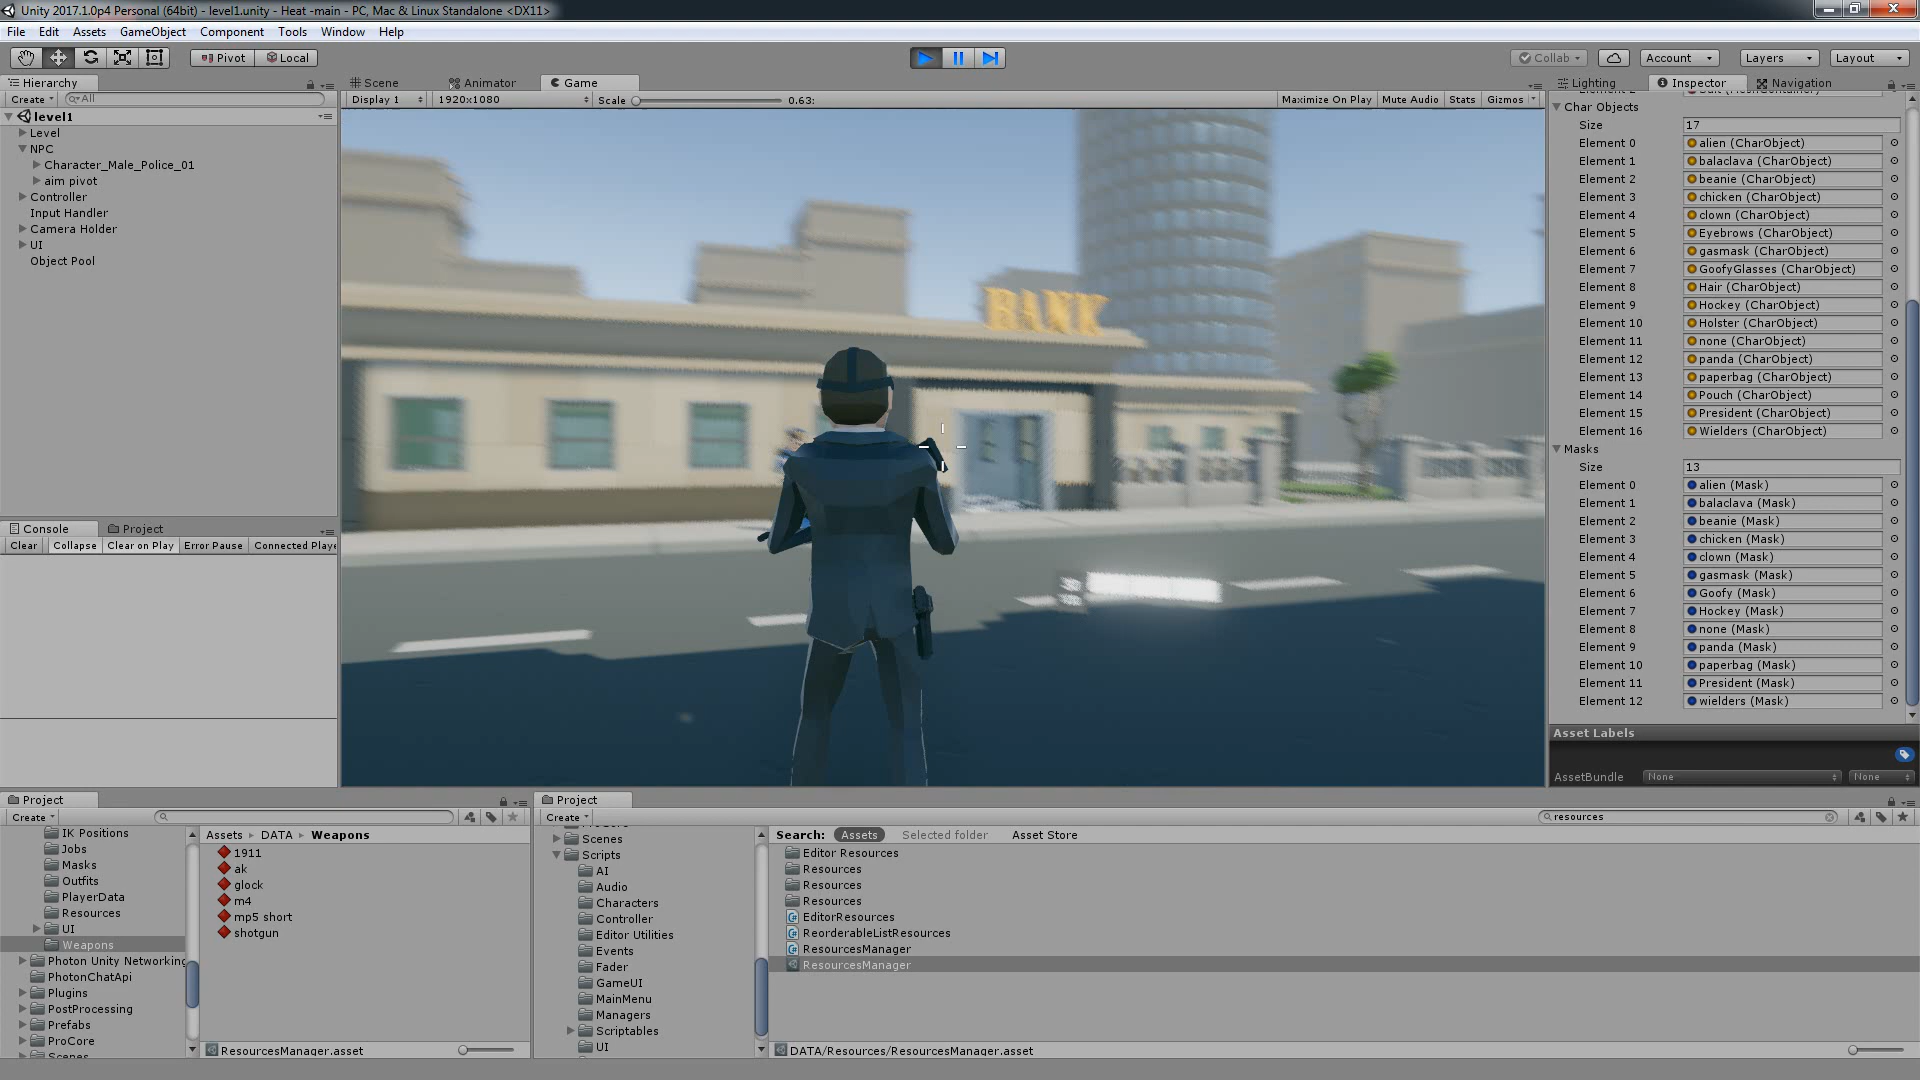 Unity 2017.1.0p4 Personal (64bit) - level1.unity - Heat -main - PC, Mac & Linux Standalone <DX11>
File Edit Assets GameObject Component Tools Window Help
Pivot Local Collab Account Layers Layout
Hierarchy
Create All
level1
Level
NPC
Character_Male_Police_01
aim pivot
Controller
Input Handler
Camera Holder
UI
Object Pool
Scene Animator Game
Display 1 1920x1080 Scale 0.63: Maximize On Play Mute Audio Stats Gizmos
BANK
Lighting Inspector Navigation
Char Objects
Size 17
Element 0 alien (CharObject)
Element 1 balaclava (CharObject)
Element 2 beanie (CharObject)
Element 3 chicken (CharObject)
Element 4 clown (CharObject)
Element 5 Eyebrows (CharObject)
Element 6 gasmask (CharObject)
Element 7 GoofyGlasses (CharObject)
Element 8 Hair (CharObject)
Element 9 Hockey (CharObject)
Element 10 Holster (CharObject)
Element 11 none (CharObject)
Element 12 panda (CharObject)
Element 13 paperbag (CharObject)
Element 14 Pouch (CharObject)
Element 15 President (CharObject)
Element 16 Wielders (CharObject)
Masks
Size 13
Element 0 alien (Mask)
Element 1 balaclava (Mask)
Element 2 beanie (Mask)
Element 3 chicken (Mask)
Element 4 clown (Mask)
Element 5 gasmask (Mask)
Element 6 Goofy (Mask)
Element 7 Hockey (Mask)
Element 8 none (Mask)
Element 9 panda (Mask)
Element 10 paperbag (Mask)
Element 11 President (Mask)
Element 12 wielders (Mask)
Asset Labels
AssetBundle None None
Console Project
Clear Collapse Clear on Play Error Pause Connected Playe
Project
Create
IK Positions
Jobs
Masks
Outfits
PlayerData
Resources
UI
Weapons
Photon Unity Networking
PhotonChatApi
Plugins
PostProcessing
Prefabs
ProCore
Scenes
Assets DATA Weapons
1911
ak
glock
m4
mp5 short
shotgun
ResourcesManager.asset
Project
Create resources
Scenes
Scripts
AI
Audio
Characters
Controller
Editor Utilities
Events
Fader
GameUI
MainMenu
Managers
Scriptables
UI
Search: Assets Selected folder Asset Store
Editor Resources
Resources
Resources
Resources
EditorResources
ReorderableListResources
ResourcesManager
ResourcesManager
DATA/Resources/ResourcesManager.asset